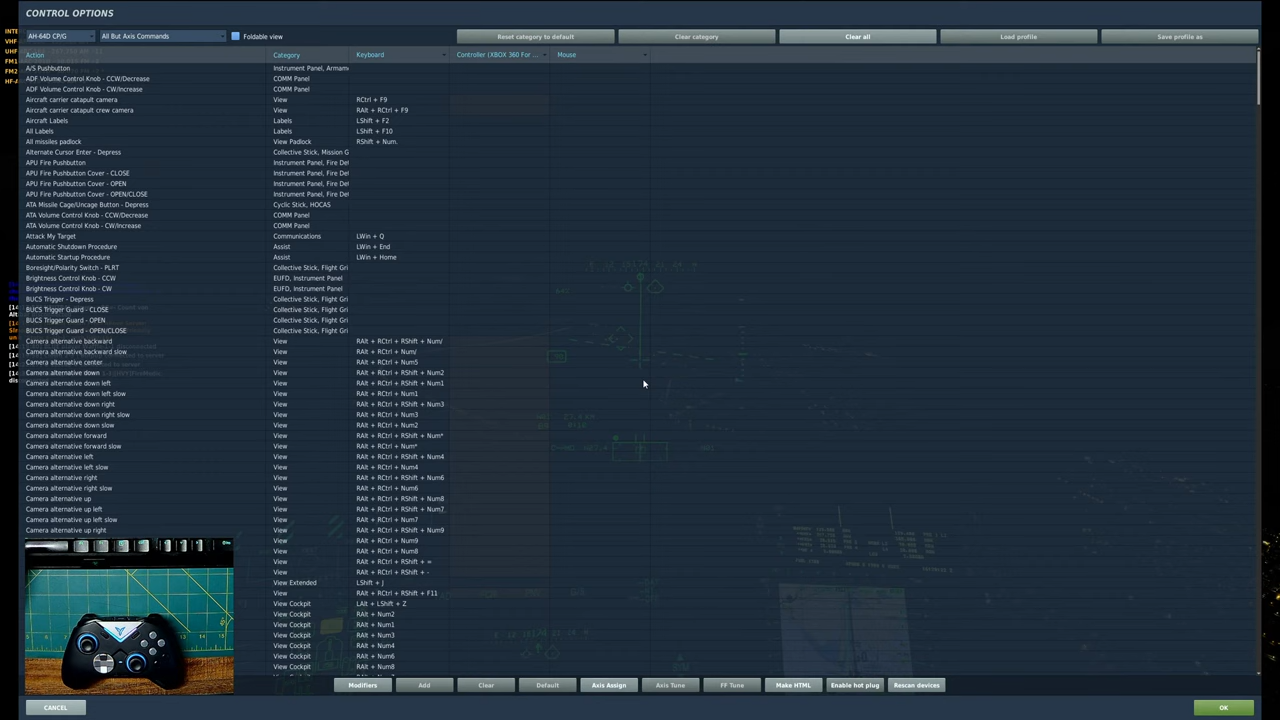 CONTROL OPTIONS
AH-64D CP/G All But Axis Commands Foldable view Reset category to default Clear category Clear all Load profile Save profile as
Action Category Keyboard Controller (XBOX 360 For ... Mouse
A/S Pushbutton Instrument Panel, Armam
ADF Volume Control Knob - CCW/Decrease COMM Panel
ADF Volume Control Knob - CW/Increase COMM Panel
Aircraft carrier catapult camera View RCtrl + F9
Aircraft carrier catapult crew camera View RAlt + RCtrl + F9
Aircraft Labels Labels LShift + F2
All Labels Labels LShift + F10
All missiles padlock View Padlock RShift + Num.
Alternate Cursor Enter - Depress Collective Stick, Mission G
APU Fire Pushbutton Instrument Panel, Fire Det
APU Fire Pushbutton Cover - CLOSE Instrument Panel, Fire Det
APU Fire Pushbutton Cover - OPEN Instrument Panel, Fire Det
APU Fire Pushbutton Cover - OPEN/CLOSE Instrument Panel, Fire Det
ATA Missile Cage/Uncage Button - Depress Cyclic Stick, HOCAS
ATA Volume Control Knob - CCW/Decrease COMM Panel
ATA Volume Control Knob - CW/Increase COMM Panel
Attack My Target Communications LWin + Q
Automatic Shutdown Procedure Assist LWin + End
Automatic Startup Procedure Assist LWin + Home
Boresight/Polarity Switch - PLRT Collective Stick, Flight Gri
Brightness Control Knob - CCW EUFD, Instrument Panel
Brightness Control Knob - CW EUFD, Instrument Panel
BUCS Trigger - Depress Collective Stick, Flight Gri
BUCS Trigger Guard - CLOSE Collective Stick, Flight Gri
BUCS Trigger Guard - OPEN Collective Stick, Flight Gri
BUCS Trigger Guard - OPEN/CLOSE Collective Stick, Flight Gri
Camera alternative backward View RAlt + RCtrl + RShift + Num/
Camera alternative backward slow View RAlt + RCtrl + Num/
Camera alternative center View RAlt + RCtrl + Num5
Camera alternative down View RAlt + RCtrl + RShift + Num2
Camera alternative down left View RAlt + RCtrl + RShift + Num1
Camera alternative down left slow View RAlt + RCtrl + Num1
Camera alternative down right View RAlt + RCtrl + RShift + Num3
Camera alternative down right slow View RAlt + RCtrl + Num3
Camera alternative down slow View RAlt + RCtrl + Num2
Camera alternative forward View RAlt + RCtrl + RShift + Num*
Camera alternative forward slow View RAlt + RCtrl + Num*
Camera alternative left View RAlt + RCtrl + RShift + Num4
Camera alternative left slow View RAlt + RCtrl + Num4
Camera alternative right View RAlt + RCtrl + RShift + Num6
Camera alternative right slow View RAlt + RCtrl + Num6
Camera alternative up View RAlt + RCtrl + RShift + Num8
Camera alternative up left View RAlt + RCtrl + RShift + Num7
Camera alternative up left slow View RAlt + RCtrl + Num7
Camera alternative up right View RAlt + RCtrl + RShift + Num9
View RAlt + RCtrl + Num9
View RAlt + RCtrl + Num8
View RAlt + RCtrl + RShift + =
View RAlt + RCtrl + RShift + -
View Extended LShift + J
View RAlt + RCtrl + RShift + F11
View Cockpit LAlt + LShift + Z
View Cockpit RAlt + Num2
View Cockpit RAlt + Num1
View Cockpit RAlt + Num3
View Cockpit RAlt + Num4
View Cockpit RAlt + Num6
View Cockpit RAlt + Num8
Modifiers Add Clear Default Axis Assign Axis Tune FF Tune Make HTML Enable hot plug Rescan devices
CANCEL OK